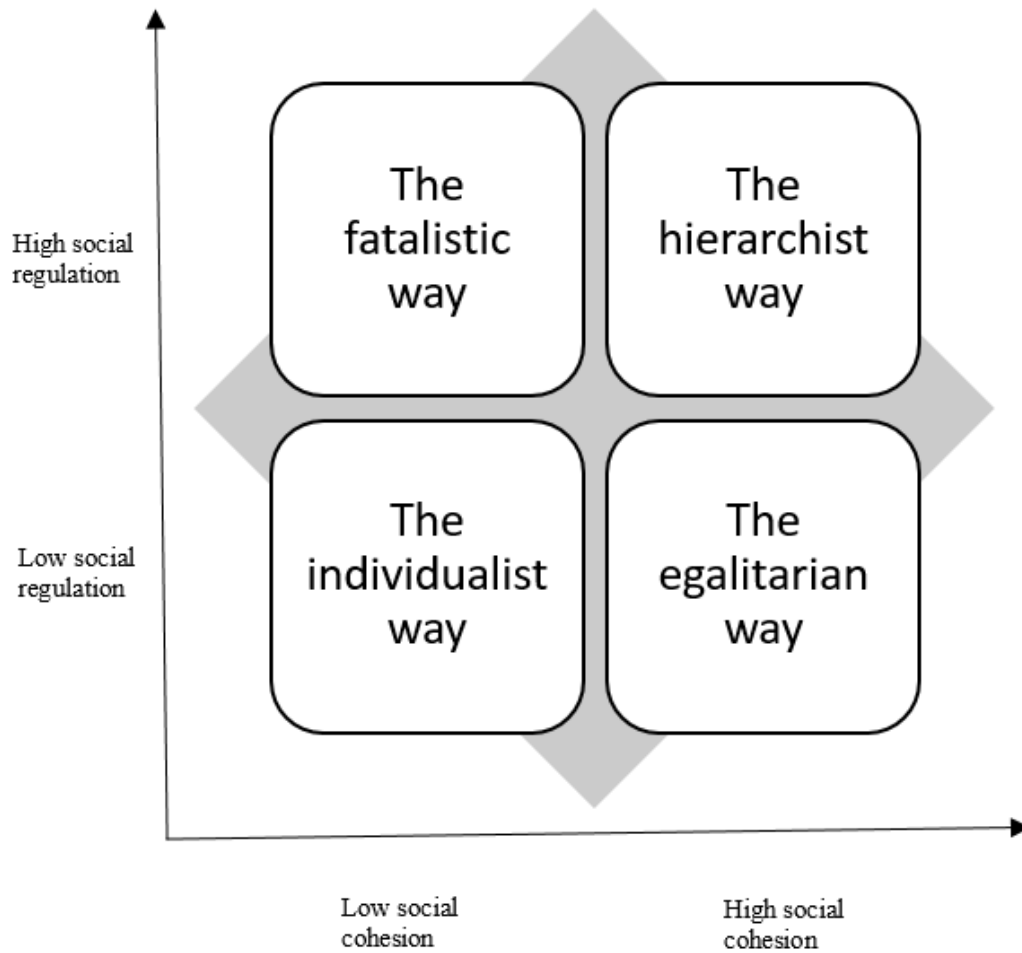 The
fatalistic
way
The
hierarchist
way
High social
regulation
The
individualist
way
The
egalitarian
way
Low social
regulation
Low social
cohesion
High social
cohesion